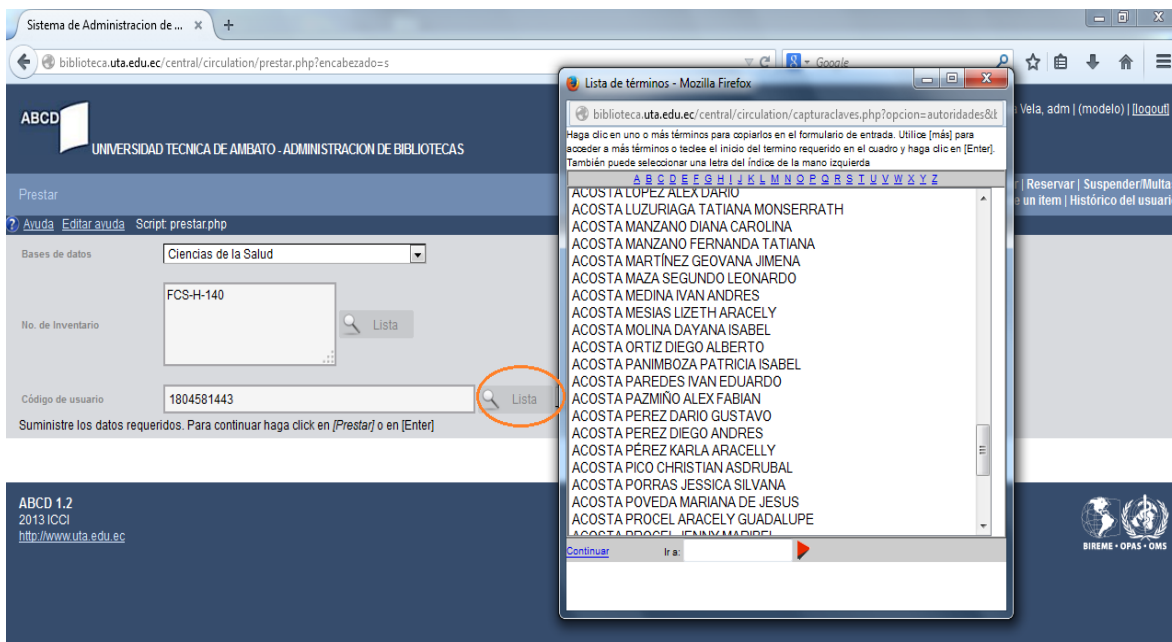 Sistema de Administracion de ...
biblioteca.uta.edu.ec/central/circulation/prestar.php?encabezado=s
Google
ABCD
UNIVERSIDAD TECNICA DE AMBATO - ADMINISTRACION DE BIBLIOTECAS
Vela, adm | (modelo) | [logout]
Prestar
| Reservar | Suspender/Multa
un item | Histórico del usuari
Ayuda Editar ayuda Script: prestar.php
Bases de datos
Ciencias de la Salud
No. de Inventario
FCS-H-140
Lista
Código de usuario
1804581443
Lista
Suministre los datos requeridos. Para continuar haga click en [Prestar] o en [Enter]
ABCD 1.2
2013 ICCI
http://www.uta.edu.ec
BIREME • OPAS • OMS
Lista de términos - Mozilla Firefox
biblioteca.uta.edu.ec/central/circulation/capturaclaves.php?opcion=autoridades&t
Haga clic en uno o más términos para copiarlos en el formulario de entrada. Utilice [más] para
acceder a más términos o teclee el inicio del termino requerido en el cuadro y haga clic en [Enter].
También puede seleccionar una letra del índice de la mano izquierda
A B C D E F G H I J K L M N O P Q R S T U V W X Y Z
ACOSTA LOPEZ ALEX DARIO
ACOSTA LUZURIAGA TATIANA MONSERRATH
ACOSTA MANZANO DIANA CAROLINA
ACOSTA MANZANO FERNANDA TATIANA
ACOSTA MARTÍNEZ GEOVANA JIMENA
ACOSTA MAZA SEGUNDO LEONARDO
ACOSTA MEDINA IVAN ANDRES
ACOSTA MESIAS LIZETH ARACELY
ACOSTA MOLINA DAYANA ISABEL
ACOSTA ORTIZ DIEGO ALBERTO
ACOSTA PANIMBOZA PATRICIA ISABEL
ACOSTA PAREDES IVAN EDUARDO
ACOSTA PAZMIÑO ALEX FABIAN
ACOSTA PEREZ DARIO GUSTAVO
ACOSTA PEREZ DIEGO ANDRES
ACOSTA PÉREZ KARLA ARACELLY
ACOSTA PICO CHRISTIAN ASDRUBAL
ACOSTA PORRAS JESSICA SILVANA
ACOSTA POVEDA MARIANA DE JESUS
ACOSTA PROCEL ARACELY GUADALUPE
ACOSTA PROCEL JENNY MARIBEL
Continuar
Ir a: